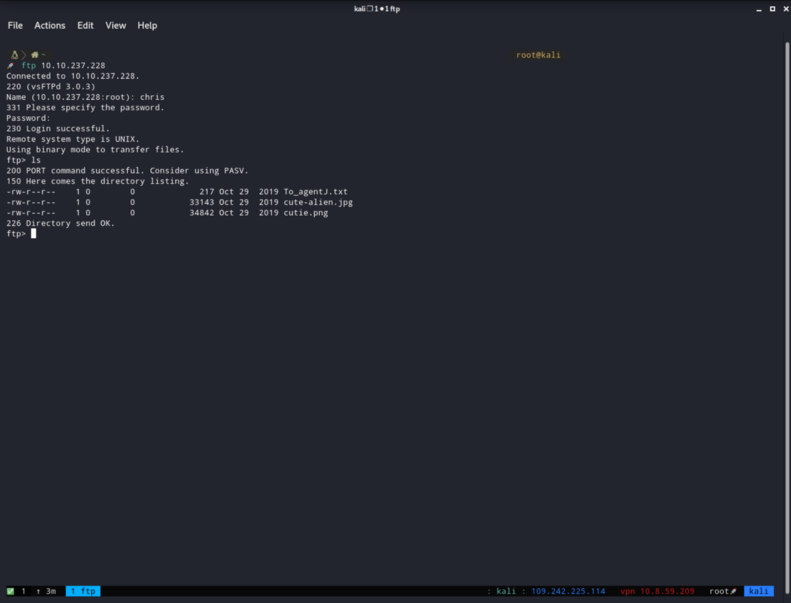 kali 1 1 ftp
File Actions Edit View Help
~ root@kali
ftp 10.10.237.228
Connected to 10.10.237.228.
220 (vsFTPd 3.0.3)
Name (10.10.237.228:root): chris
331 Please specify the password.
Password:
230 Login successful.
Remote system type is UNIX.
Using binary mode to transfer files.
ftp> ls
200 PORT command successful. Consider using PASV.
150 Here comes the directory listing.
-rw-r--r-- 1 0 0 217 Oct 29 2019 To_agentJ.txt
-rw-r--r-- 1 0 0 33143 Oct 29 2019 cute-alien.jpg
-rw-r--r-- 1 0 0 34842 Oct 29 2019 cutie.png
226 Directory send OK.
ftp>
1 ↑ 3m 1 ftp : kali : 109.242.225.114 vpn 10.8.59.209 root kali